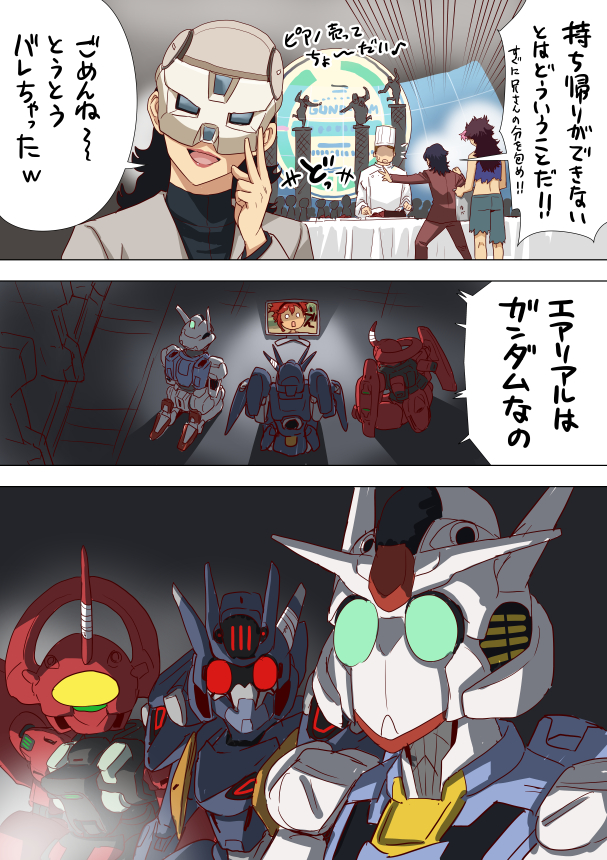 持ち帰りができない
とはどういうことだ!!
すぐに兄さんの分を包め!!
ピアノ売って
ちょ〜だい♪
GUNDAM
どっ
ごめんね〜〜
とうとう
バレちゃったw
エアリアルは
ガンダムなの